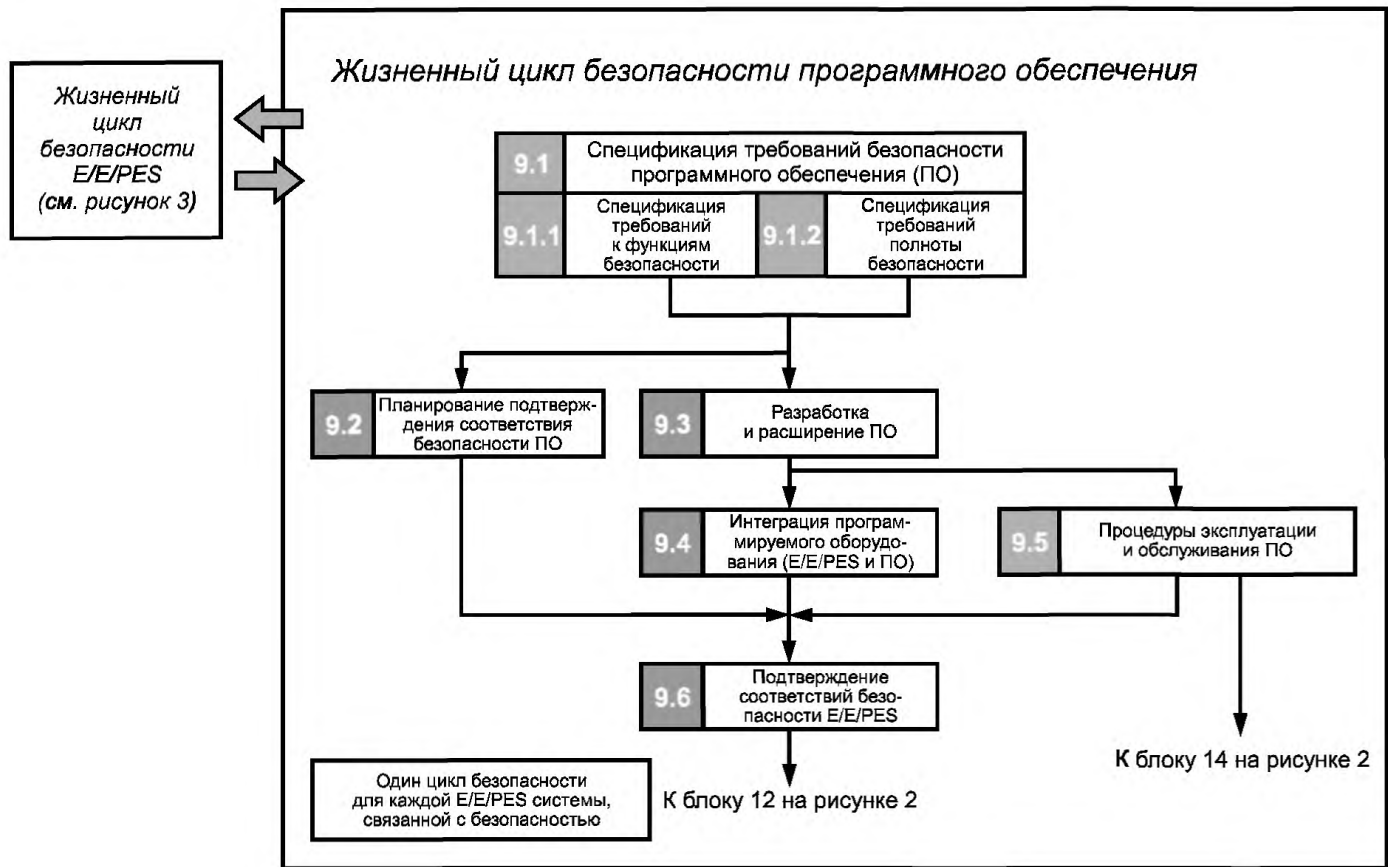 Жизненный цикл безопасности программного обеспечения
Жизненный
цикл
безопасности
E/E/PES
(см. рисунок 3)
9.1
Спецификация требований безопасности
программного обеспечения (ПО)
9.1.1
Спецификация
требований
к функциям
безопасности
9.1.2
Спецификация
требований
полноты
безопасности
9.2
Планирование подтверж-
дения соответствия
безопасности ПО
9.3
Разработка
и расширение ПО
9.4
Интеграция програм-
мируемого оборудо-
вания (E/E/PES и ПО)
9.5
Процедуры эксплуатации
и обслуживания ПО
9.6
Подтверждение
соответствий безо-
пасности E/E/PES
К блоку 14 на рисунке 2
Один цикл безопасности
для каждой E/E/PES системы,
связанной с безопасностью
К блоку 12 на рисунке 2